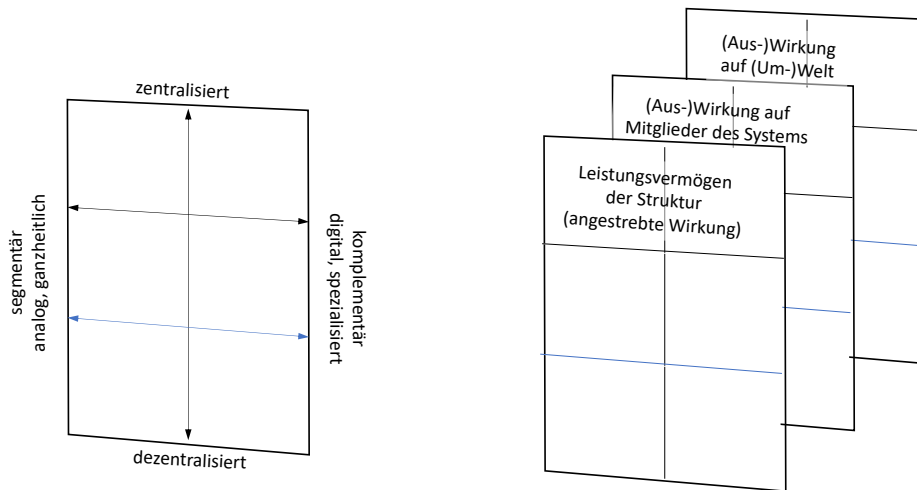 zentralisiert
segmentär
analog, ganzheitlich
komplementär
digital, spezialisiert
dezentralisiert
(Aus-)Wirkung
auf (Um-)Welt
(Aus-)Wirkung auf
Mitglieder des Systems
Leistungsvermögen
der Struktur
(angestrebte Wirkung)